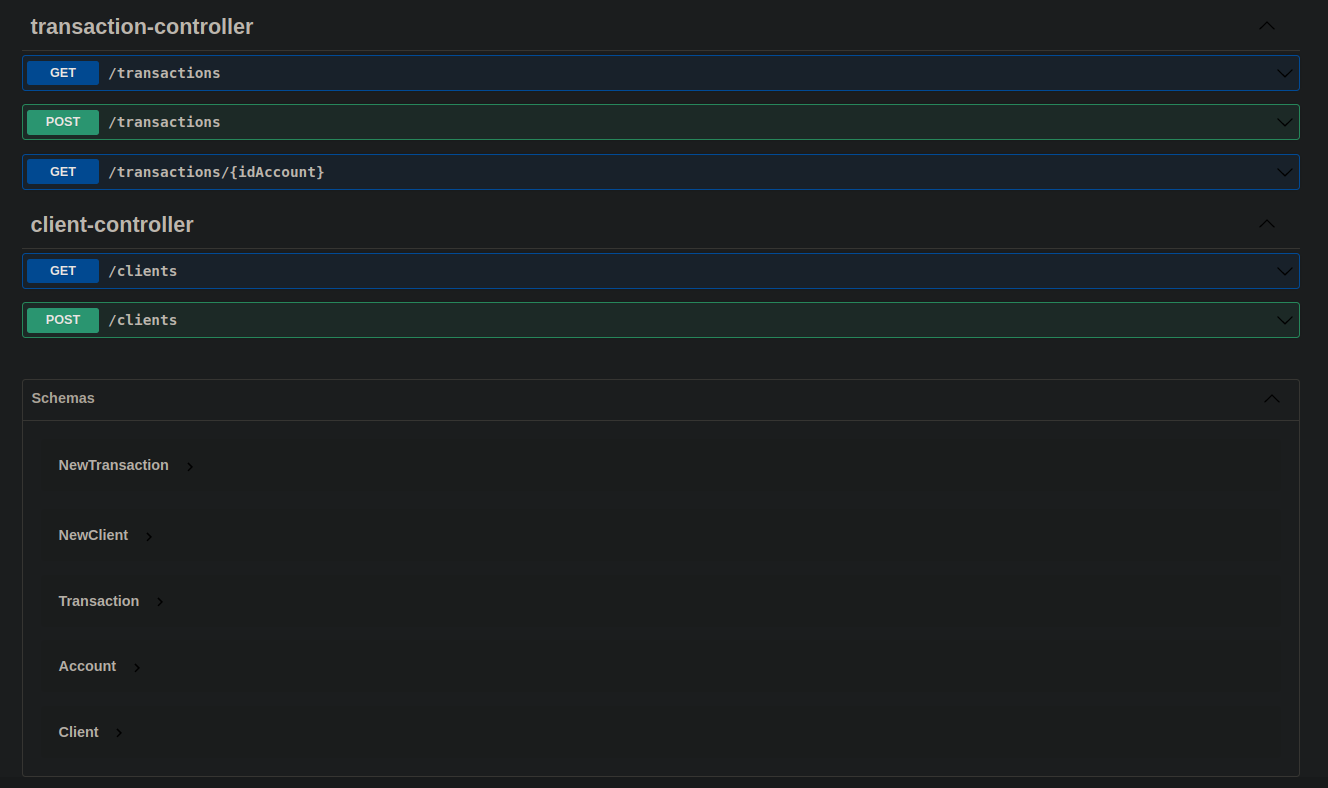 transaction-controller
GET /transactions
POST /transactions
GET /transactions/{idAccount}
client-controller
GET /clients
POST /clients
Schemas
NewTransaction
NewClient
Transaction
Account
Client